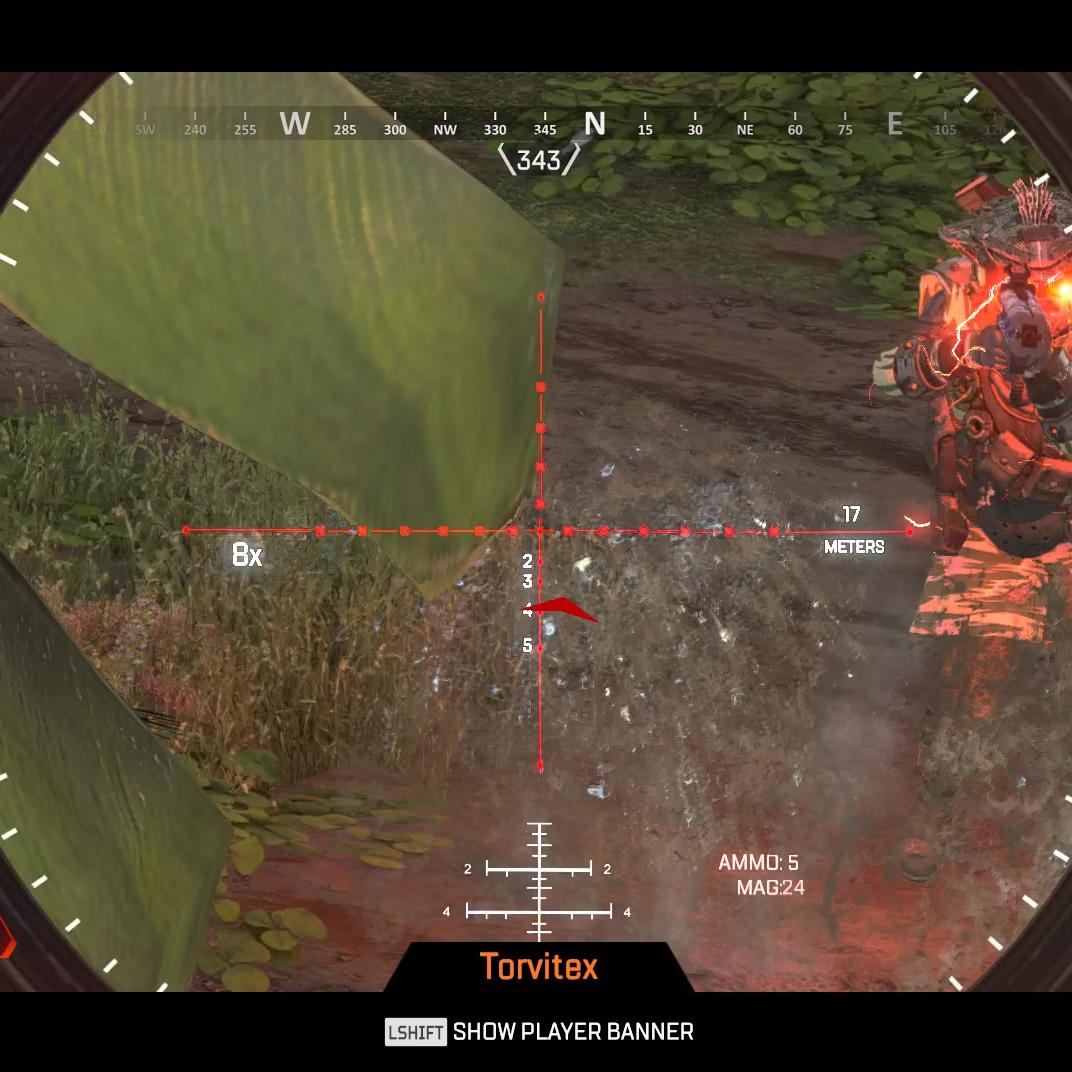 SW 240 255 W 285 300 NW 330 345 N 15 30 NE 60 75 E 105 120
343
17
METERS
8x
2
3
4
5
2 2
AMMO: 5
MAG:24
4 4
Torvitex
LSHIFT SHOW PLAYER BANNER